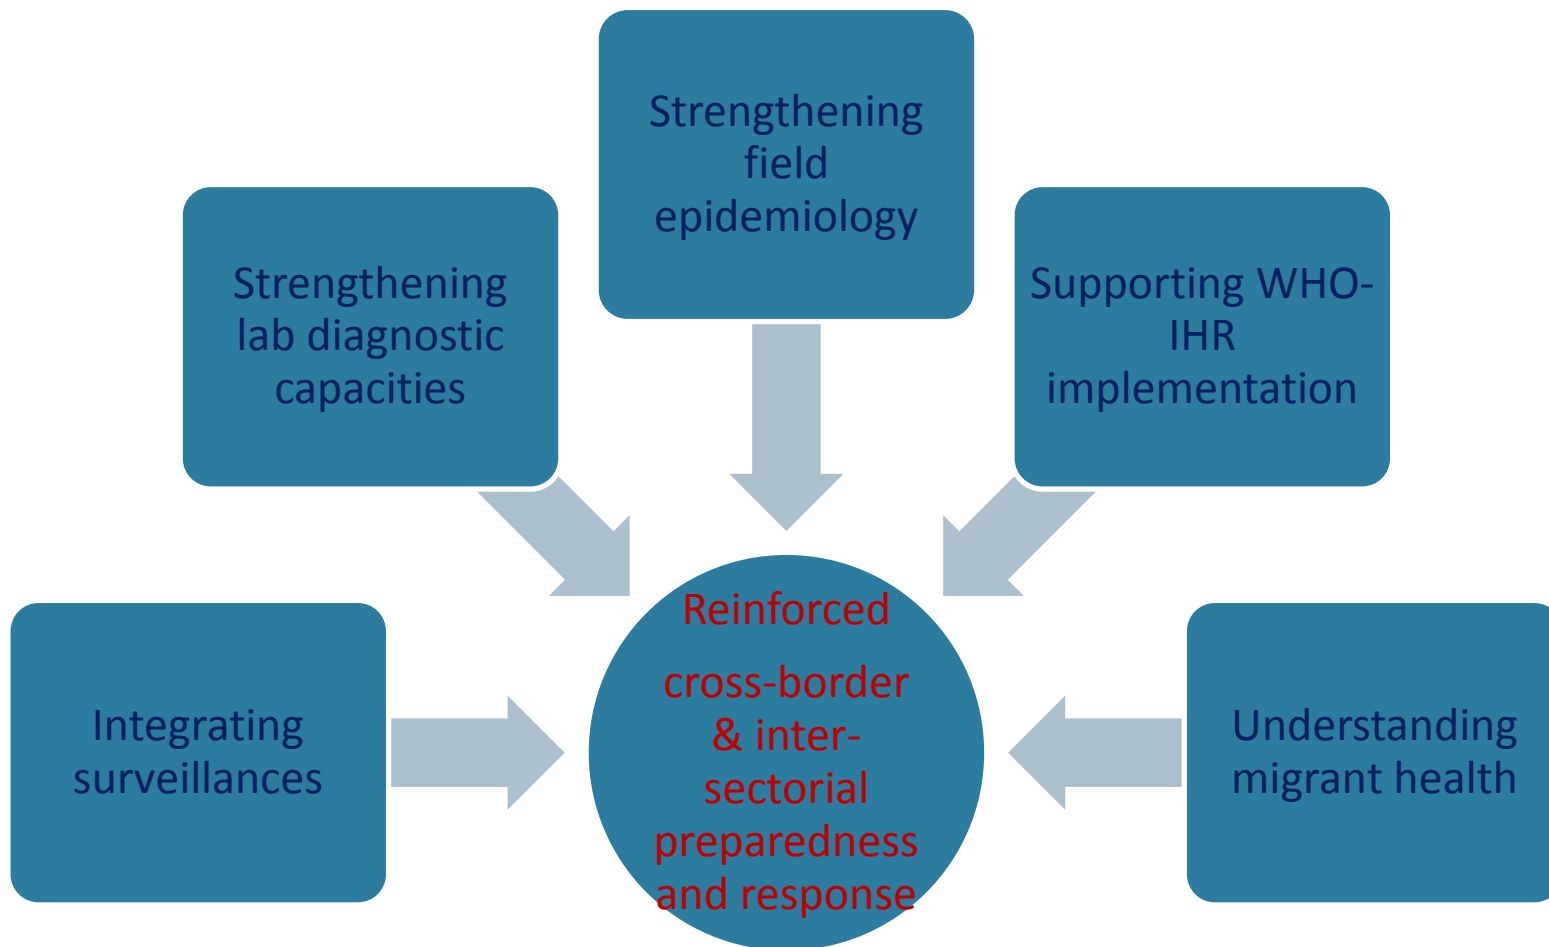 Strengthening
field
epidemiology
Strengthening
lab diagnostic
capacities
Supporting WHO-
IHR
implementation
Integrating
surveillances
Reinforced
cross-border
& inter-
sectorial
preparedness
and response
Understanding
migrant health